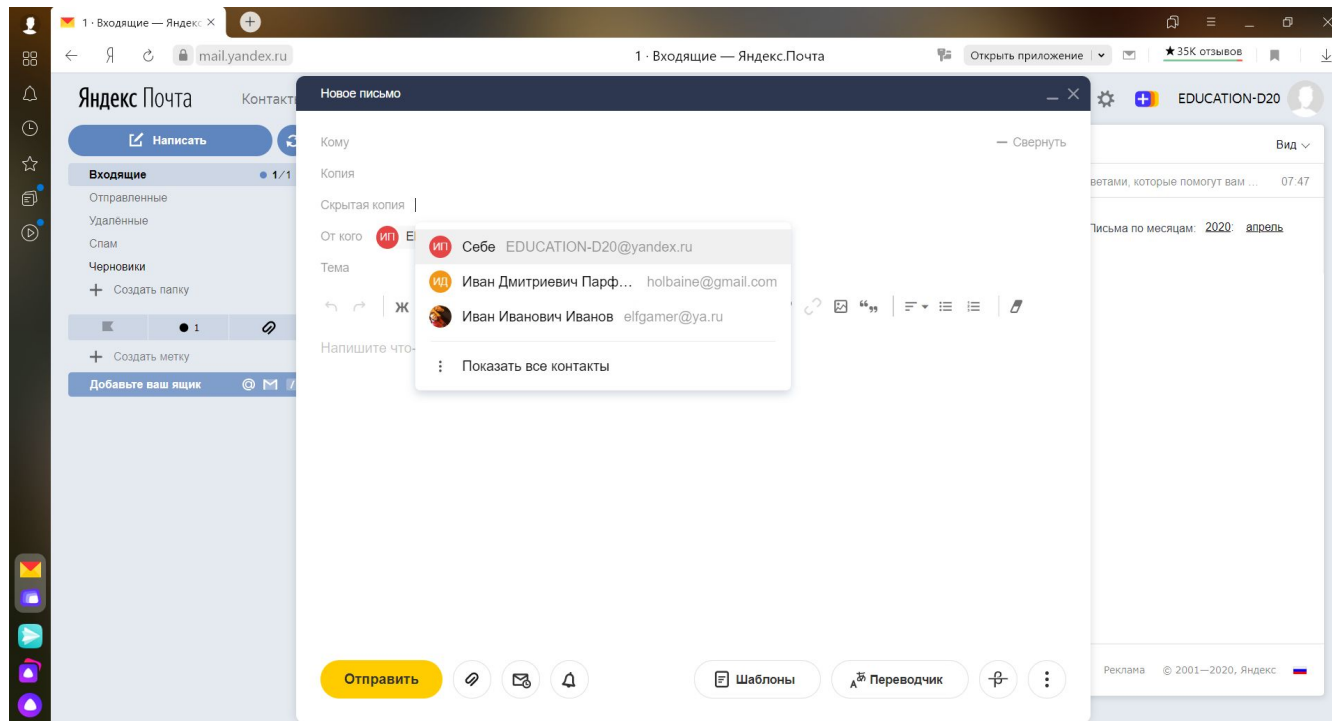 1 · Входящие — Яндекс
Я mail.yandex.ru 1 · Входящие — Яндекс.Почта Открыть приложение ★ 35К отзывов
Яндекс Почта
EDUCATION-D20
Написать
Входящие 1/1
Отправленные
Удалённые
Спам
Черновики
+ Создать папку
1
+ Создать метку
Добавьте ваш ящик
Новое письмо
Кому — Свернуть
Копия
Скрытая копия
От кого ИП
Тема
Ж
Напишите что-
ИП Себе EDUCATION-D20@yandex.ru
ИД Иван Дмитриевич Парф... holbaine@gmail.com
Иван Иванович Иванов elfgamer@ya.ru
Показать все контакты
Отправить Шаблоны Переводчик
Вид
ветами, которые помогут вам ... 07:47
Письма по месяцам: 2020: апрель
Реклама © 2001—2020, Яндекс